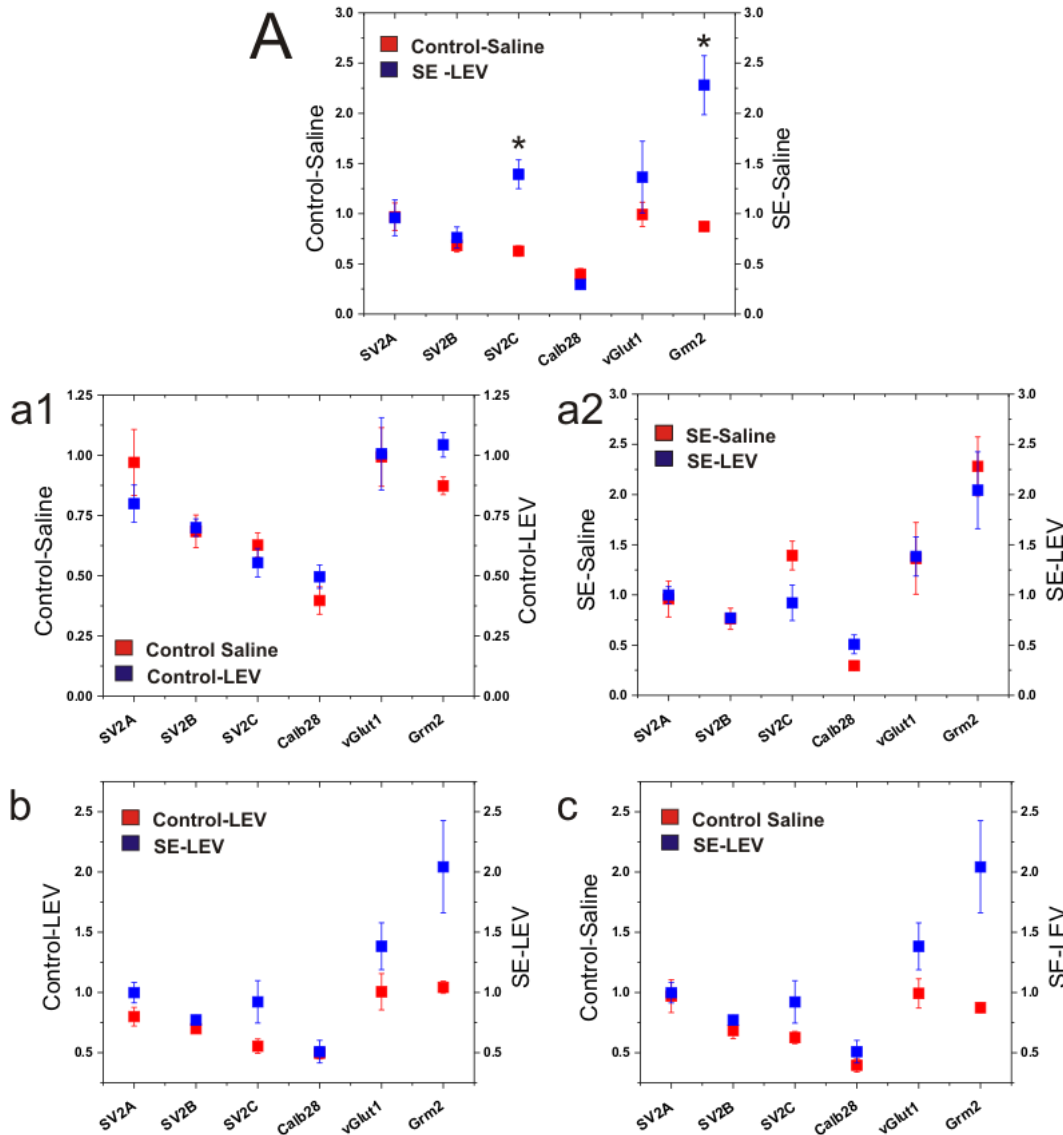 A
Control-Saline
SE -LEV
*
*
3.0
2.5
2.0
1.5
1.0
0.5
0.0
3.0
2.5
2.0
1.5
1.0
0.5
0.0
Control-Saline
SE-Saline
SV2A
SV2B
SV2C
Calb28
vGlut1
Grm2
a1
1.25
1.00
0.75
0.50
0.25
0.00
1.25
1.00
0.75
0.50
0.25
0.00
Control-Saline
Control-LEV
Control Saline
Control-LEV
SV2A
SV2B
SV2C
Calb28
vGlut1
Grm2
a2
SE-Saline
SE-LEV
3.0
2.5
2.0
1.5
1.0
0.5
0.0
3.0
2.5
2.0
1.5
1.0
0.5
0.0
SE-Saline
SE-LEV
SV2A
SV2B
SV2C
Calb28
vGlut1
Grm2
b
Control-LEV
SE-LEV
2.5
2.0
1.5
1.0
0.5
2.5
2.0
1.5
1.0
0.5
Control-LEV
SE-LEV
SV2A
SV2B
SV2C
Calb28
vGlut1
Grm2
c
Control Saline
SE-LEV
2.5
2.0
1.5
1.0
0.5
2.5
2.0
1.5
1.0
0.5
Control-Saline
SE-LEV
SV2A
SV2B
SV2C
Calb28
vGlut1
Grm2